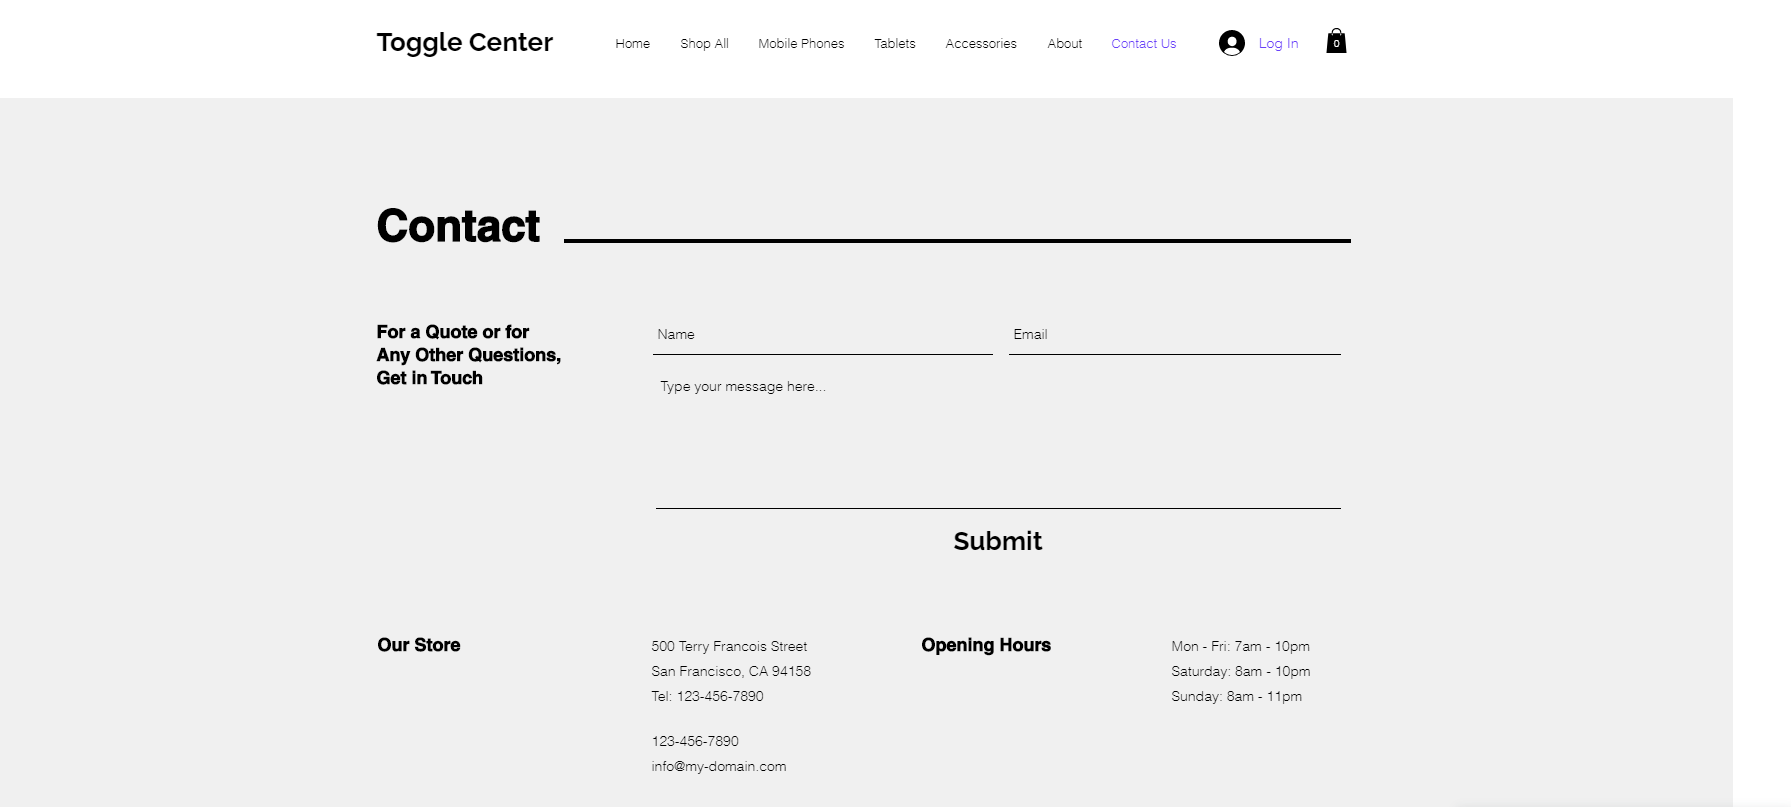 Toggle Center
Home
Shop All
Mobile Phones
Tablets
Accessories
About
Contact Us
Log In
0
Contact
For a Quote or for
Any Other Questions,
Get in Touch
Name
Email
Type your message here...
Submit
Our Store
500 Terry Francois Street
San Francisco, CA 94158
Tel: 123-456-7890
123-456-7890
info@my-domain.com
Opening Hours
Mon - Fri: 7am - 10pm
Saturday: 8am - 10pm
Sunday: 8am - 11pm